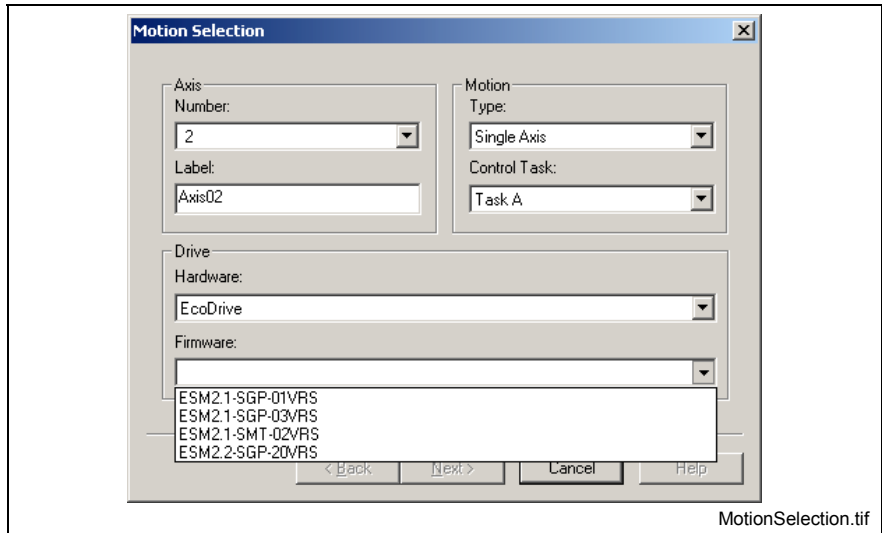 Motion Selection
Axis
Number:
2
Label:
Axis02
Motion
Type:
Single Axis
Control Task:
Task A
Drive
Hardware:
EcoDrive
Firmware:
ESM2.1-SGP-01VRS
ESM2.1-SGP-03VRS
ESM2.1-SMT-02VRS
ESM2.2-SGP-20VRS
< Back Next > Cancel Help
MotionSelection.tif